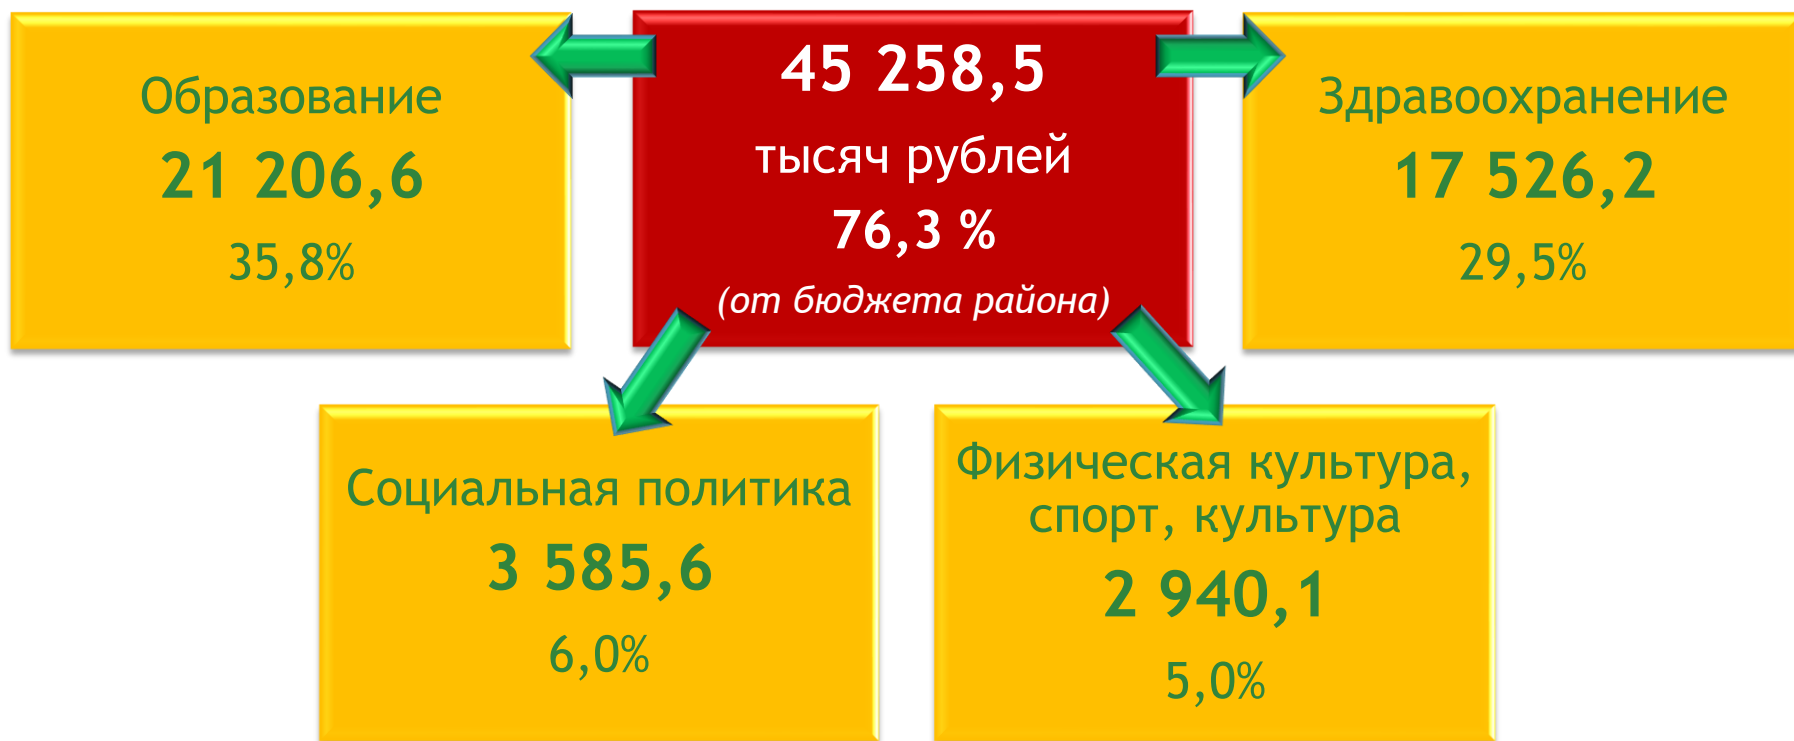 Образование
21 206,6
35,8%
45 258,5
тысяч рублей
76,3 %
(от бюджета района)
Здравоохранение
17 526,2
29,5%
Социальная политика
3 585,6
6,0%
Физическая культура,
спорт, культура
2 940,1
5,0%